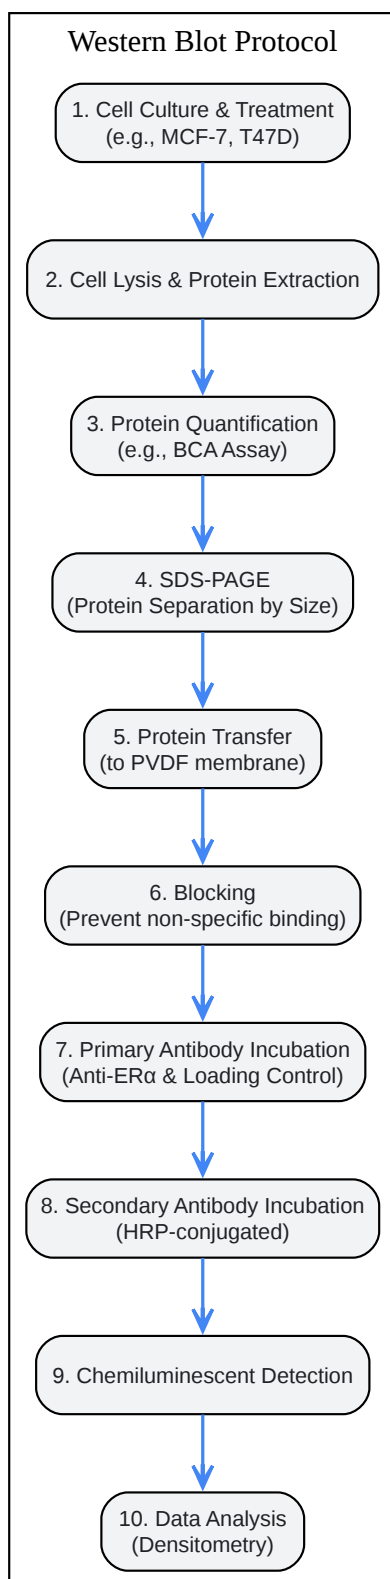 Western Blot Protocol
1. Cell Culture & Treatment
(e.g., MCF-7, T47D)
2. Cell Lysis & Protein Extraction
3. Protein Quantification
(e.g., BCA Assay)
4. SDS-PAGE
(Protein Separation by Size)
5. Protein Transfer
(to PVDF membrane)
6. Blocking
(Prevent non-specific binding)
7. Primary Antibody Incubation
(Anti-ERα & Loading Control)
8. Secondary Antibody Incubation
(HRP-conjugated)
9. Chemiluminescent Detection
10. Data Analysis
(Densitometry)